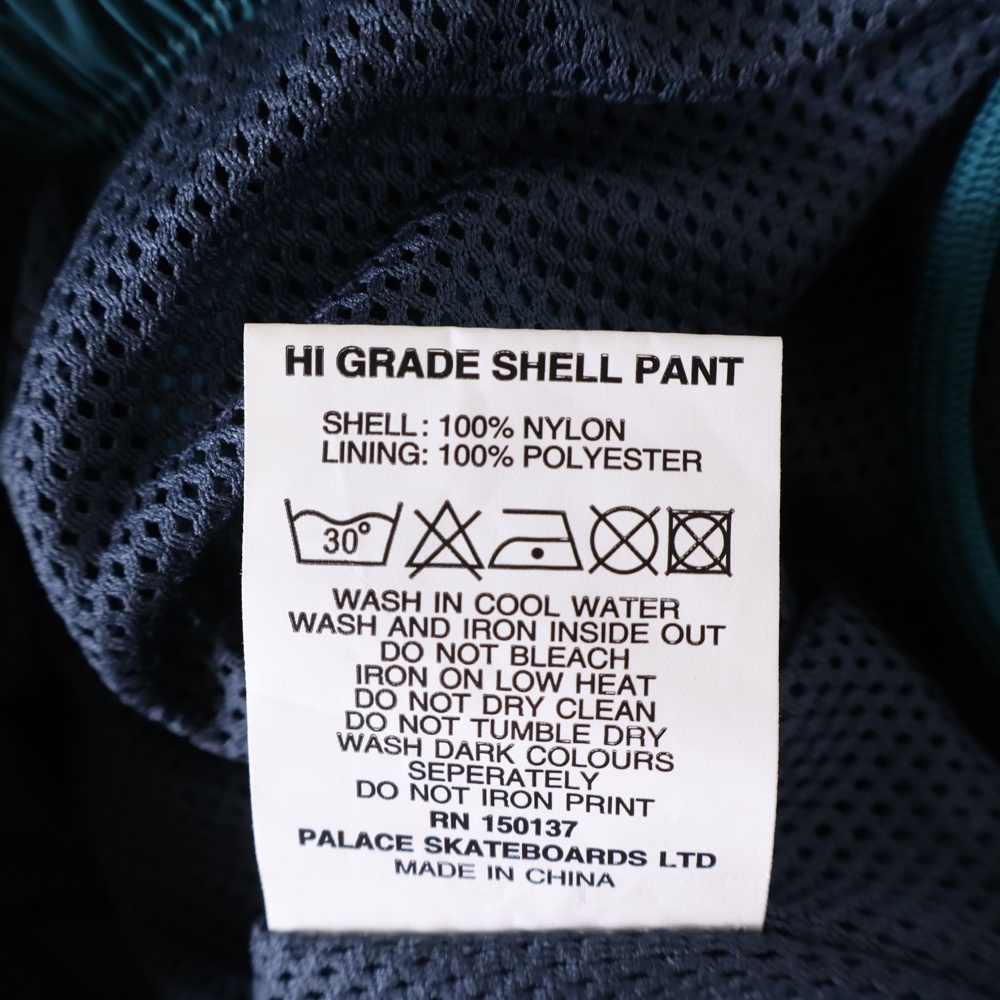 HI GRADE SHELL PANT
SHELL: 100% NYLON
LINING: 100% POLYESTER
30°
WASH IN COOL WATER
WASH AND IRON INSIDE OUT
DO NOT BLEACH
IRON ON LOW HEAT
DO NOT DRY CLEAN
DO NOT TUMBLE DRY
WASH DARK COLOURS
SEPERATELY
DO NOT IRON PRINT
RN 150137
PALACE SKATEBOARDS LTD
MADE IN CHINA